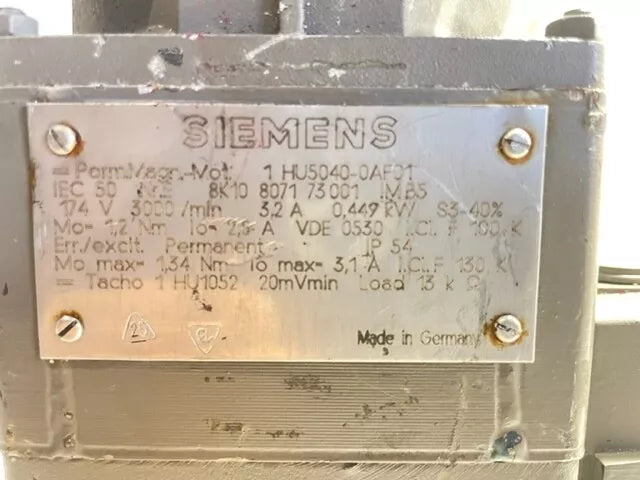 SIEMENS
= Perm.Magn.-Mot. 1 HU5040-0AF01
IEC 50 8K10 8071 73 001 IM.B5
174 V 3000 /min 3,2 A 0,449 kW S3-40%
Mo= 1,2 Nm Io= A VDE 0530 I.Cl. F 100 K
Err./excit. Permanent IP 54
Mo max= 1,34 Nm Io max= 3,1 A I.Cl. F 130 K
= Tacho 1 HU1052 20mVmin Load 13 k Ω
Made in Germany